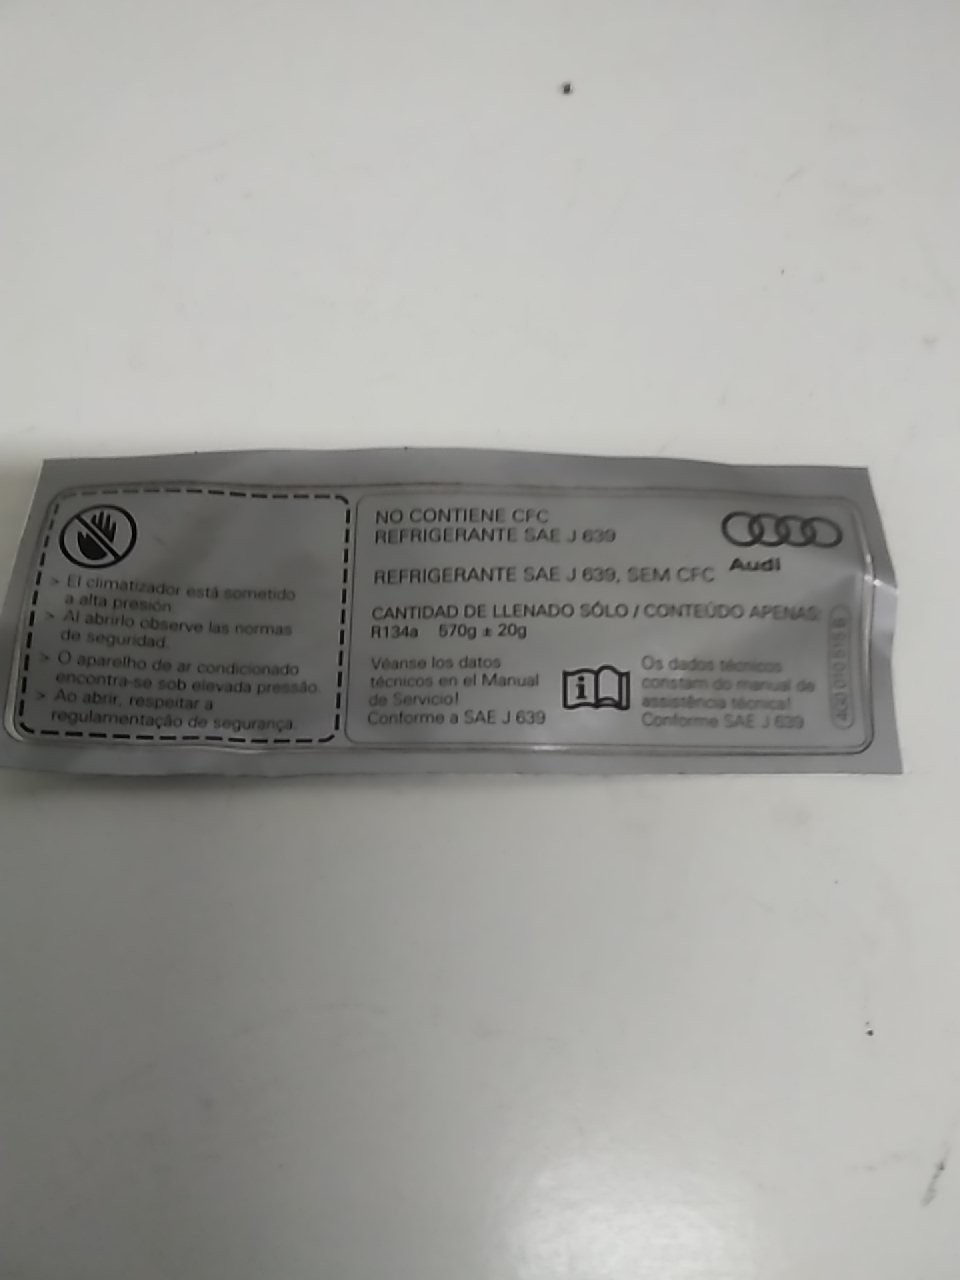 > El climatizador está sometido
a alta presión.
> Al abrirlo observe las normas
de seguridad.
> O aparelho de ar condicionado
encontra-se sob elevada pressão.
> Ao abrir, respeitar a
regulamentação de segurança.
NO CONTIENE CFC
REFRIGERANTE SAE J 639
REFRIGERANTE SAE J 639, SEM CFC
CANTIDAD DE LLENADO SÓLO / CONTEÚDO APENAS:
R134a 570g ± 20g
Véanse los datos
técnicos en el Manual
de Servicio!
Conforme a SAE J 639
i
Os dados técnicos
constam do manual de
assistência técnica!
Conforme SAE J 639
Audi